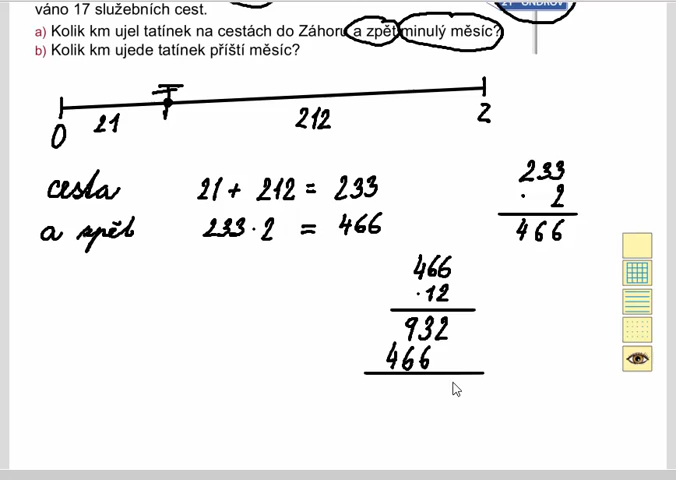 váno 17 služebních cest.
a) Kolik km ujel tatínek na cestách do Záhoru a zpět minulý měsíc?
b) Kolik km ujede tatínek příští měsíc?
0 21 212 2
cesta 21 + 212 = 233
a zpět 233 · 2 = 466
233
· 2
466
466
· 12
932
466